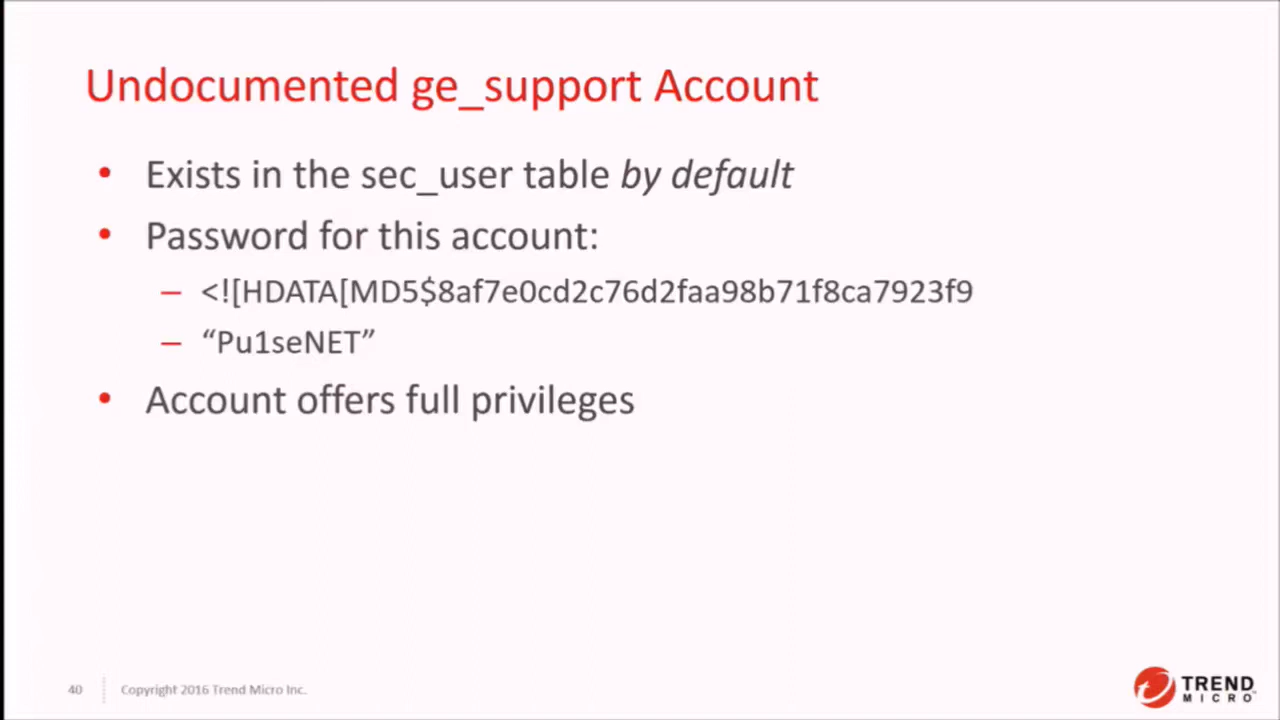 Undocumented ge_support Account
• Exists in the sec_user table by default
• Password for this account:
– <![HDATA[MD5$8af7e0cd2c76d2faa98b71f8ca7923f9
– “Pu1seNET”
• Account offers full privileges
40
Copyright 2016 Trend Micro Inc.
TREND
MICRO